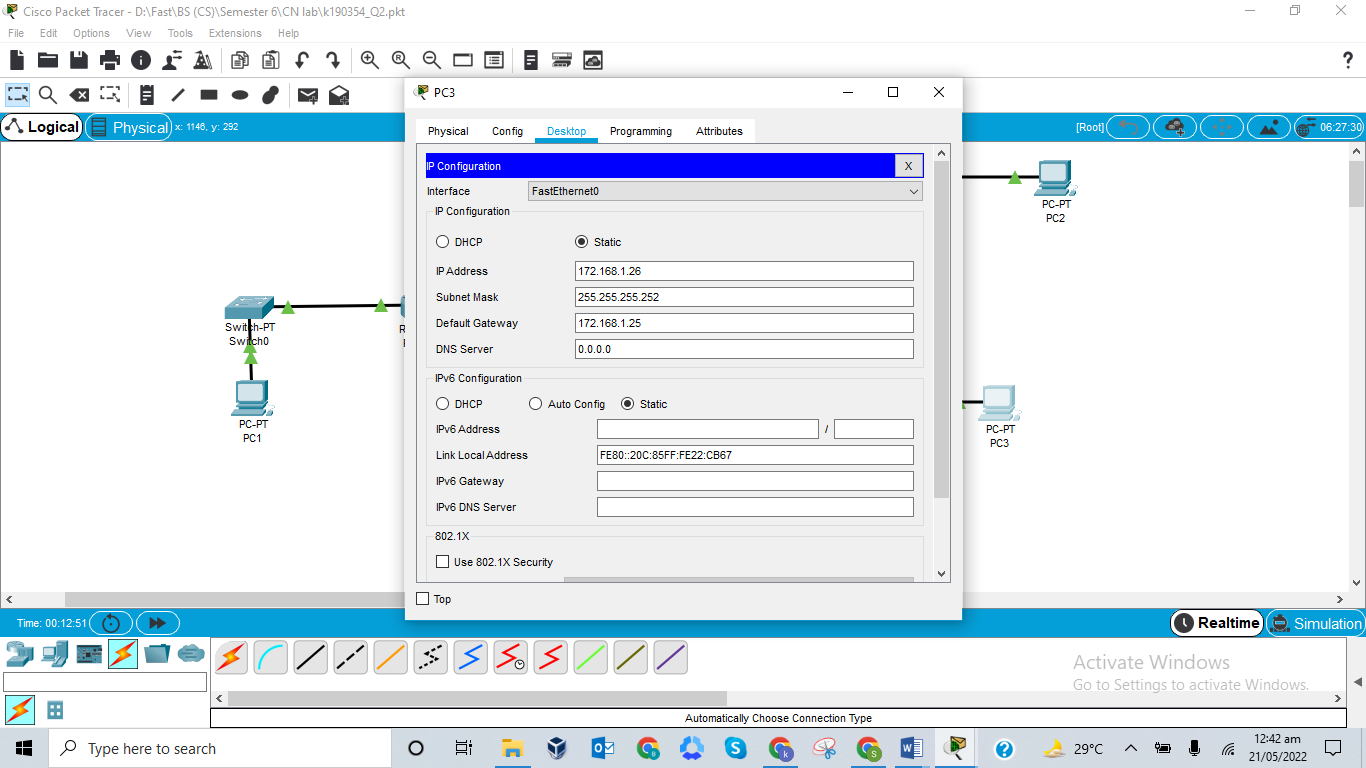 Cisco Packet Tracer - D:\Fast\BS (CS)\Semester 6\CN lab\k190354_Q2.pkt
File Edit Options View Tools Extensions Help
?
PC3
Logical Physical x: 1146, y: 292
[Root] 06:27:30
Physical Config Desktop Programming Attributes
IP Configuration X
Interface FastEthernet0
IP Configuration
DHCP Static
IP Address 172.168.1.26
Subnet Mask 255.255.255.252
Default Gateway 172.168.1.25
DNS Server 0.0.0.0
IPv6 Configuration
DHCP Auto Config Static
IPv6 Address /
Link Local Address FE80::20C:85FF:FE22:CB67
IPv6 Gateway
IPv6 DNS Server
802.1X
Use 802.1X Security
Top
PC-PT
PC2
Switch-PT
Switch0
R
PC-PT
PC1
PC-PT
PC3
Time: 00:12:51
Realtime Simulation
Activate Windows
Go to Settings to activate Windows.
Automatically Choose Connection Type
Type here to search
29°C
12:42 am
21/05/2022